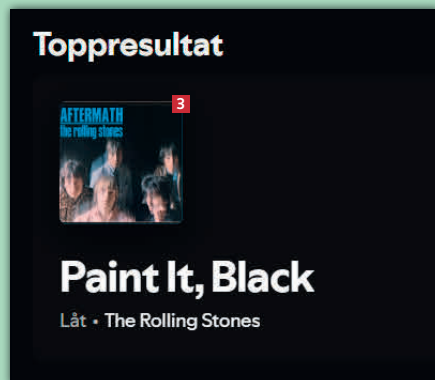 Toppresultat
AFTERMATH
the rolling stones
3
Paint It, Black
Låt • The Rolling Stones